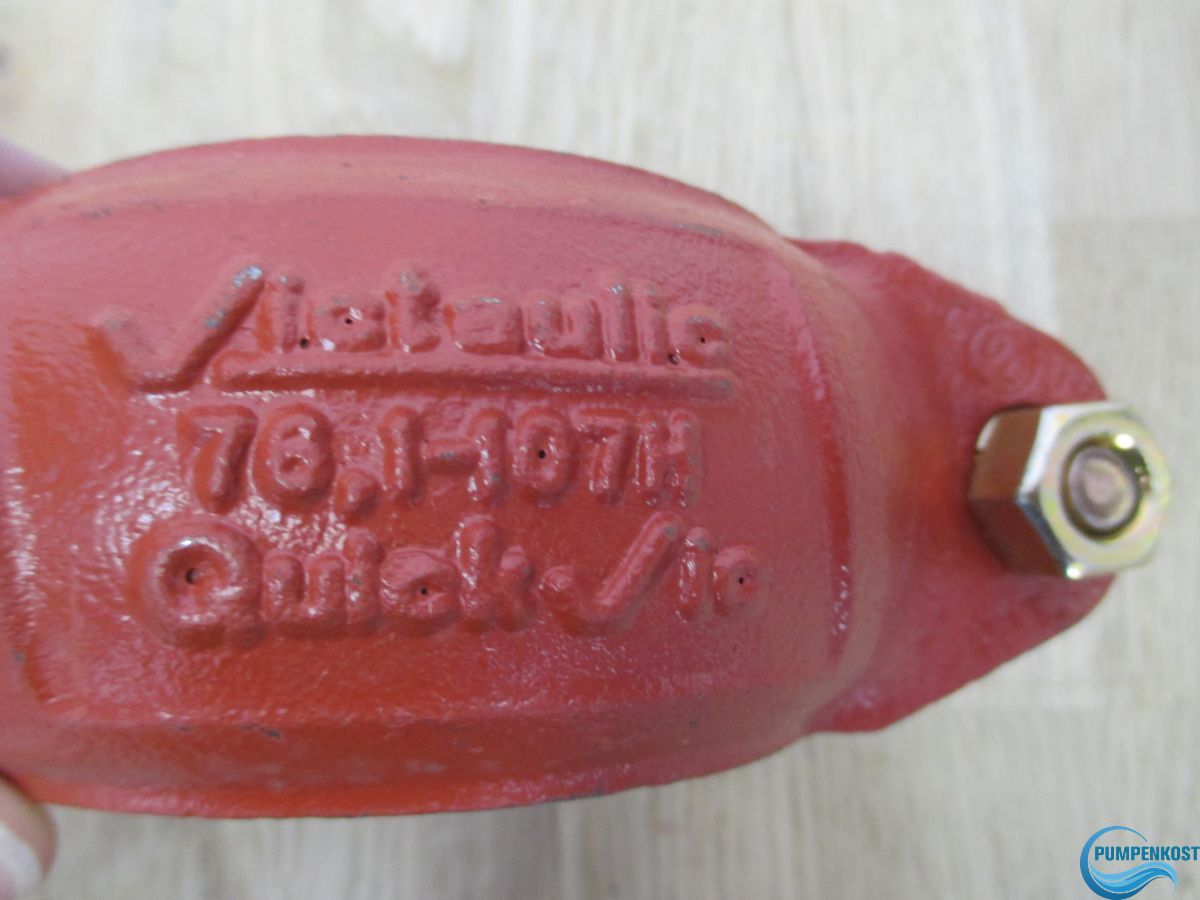 Victaulic
76.1-107H
Quick Vic
PUMPENKOST